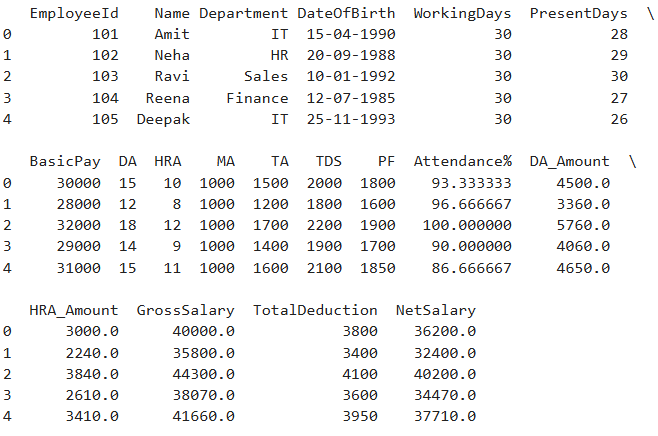 EmployeeId Name Department DateOfBirth WorkingDays PresentDays \
0 101 Amit IT 15-04-1990 30 28
1 102 Neha HR 20-09-1988 30 29
2 103 Ravi Sales 10-01-1992 30 30
3 104 Reena Finance 12-07-1985 30 27
4 105 Deepak IT 25-11-1993 30 26
BasicPay DA HRA MA TA TDS PF Attendance% DA_Amount \
0 30000 15 10 1000 1500 2000 1800 93.333333 4500.0
1 28000 12 8 1000 1200 1800 1600 96.666667 3360.0
2 32000 18 12 1000 1700 2200 1900 100.000000 5760.0
3 29000 14 9 1000 1400 1900 1700 90.000000 4060.0
4 31000 15 11 1000 1600 2100 1850 86.666667 4650.0
HRA_Amount GrossSalary TotalDeduction NetSalary
0 3000.0 40000.0 3800 36200.0
1 2240.0 35800.0 3400 32400.0
2 3840.0 44300.0 4100 40200.0
3 2610.0 38070.0 3600 34470.0
4 3410.0 41660.0 3950 37710.0